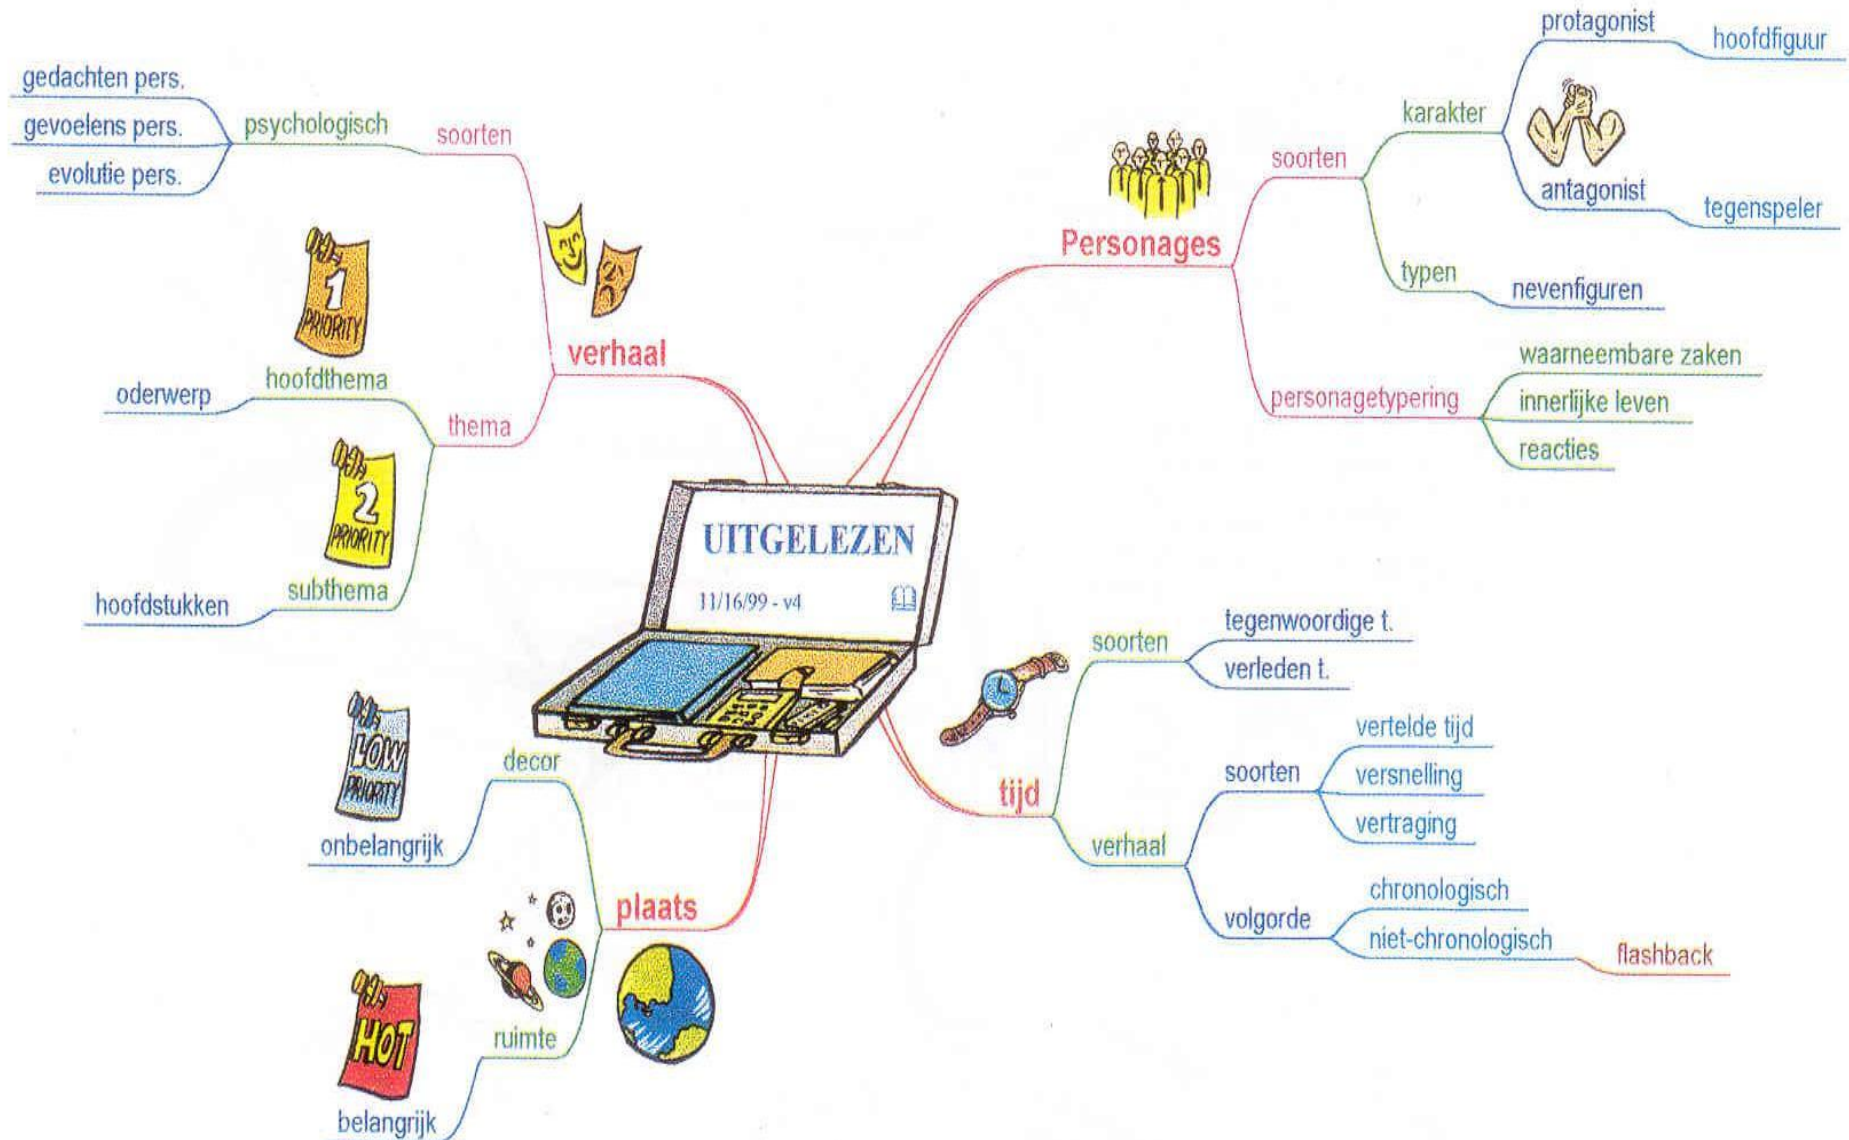 UITGELEZEN
11/16/99 - v4
verhaal
soorten
psychologisch
gedachten pers.
gevoelens pers.
evolutie pers.
thema
hoofdthema
oderwerp
subthema
hoofdstukken
1
PRIORITY
2
PRIORITY
Personages
soorten
karakter
protagonist
hoofdfiguur
antagonist
tegenspeler
typen
nevenfiguren
personagetypering
waarneembare zaken
innerlijke leven
reacties
tijd
soorten
tegenwoordige t.
verleden t.
verhaal
soorten
vertelde tijd
versnelling
vertraging
volgorde
chronologisch
niet-chronologisch
flashback
plaats
decor
onbelangrijk
LOW
PRIORITY
ruimte
belangrijk
HOT